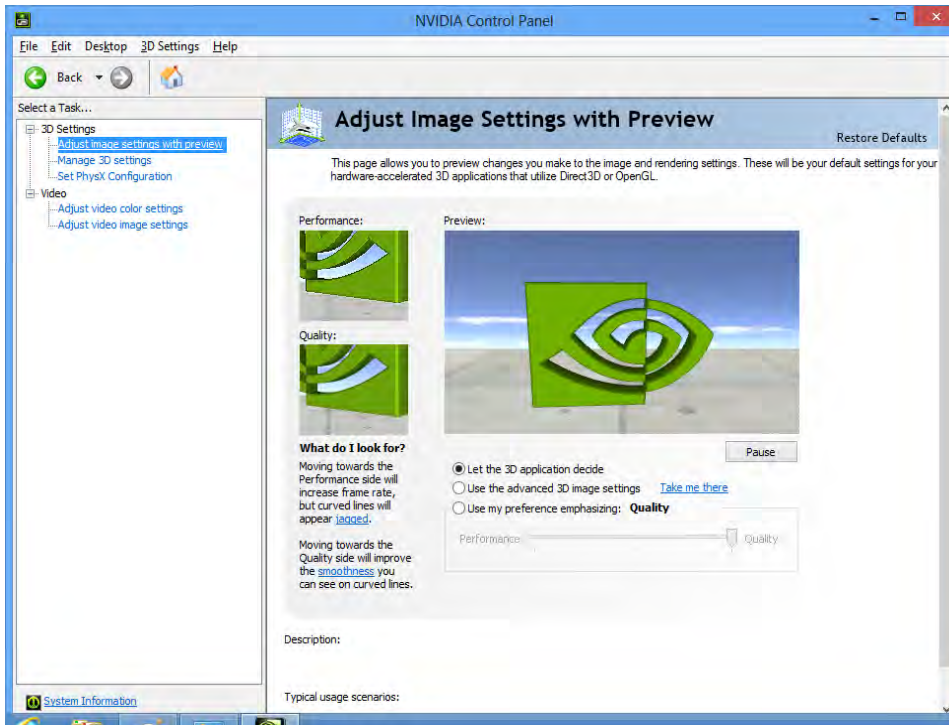 NVIDIA Control Panel
File Edit Desktop 3D Settings Help
Back
Select a Task...
3D Settings
Adjust image settings with preview
Manage 3D settings
Set PhysX Configuration
Video
Adjust video color settings
Adjust video image settings
System Information
Adjust Image Settings with Preview
Restore Defaults
This page allows you to preview changes you make to the image and rendering settings. These will be your default settings for your
hardware-accelerated 3D applications that utilize Direct3D or OpenGL.
Performance:
Quality:
What do I look for?
Moving towards the
Performance side will
increase frame rate,
but curved lines will
appear jagged.
Moving towards the
Quality side will improve
the smoothness you
can see on curved lines.
Preview:
Pause
Let the 3D application decide
Use the advanced 3D image settings Take me there
Use my preference emphasizing: Quality
Performance Quality
Description:
Typical usage scenarios: